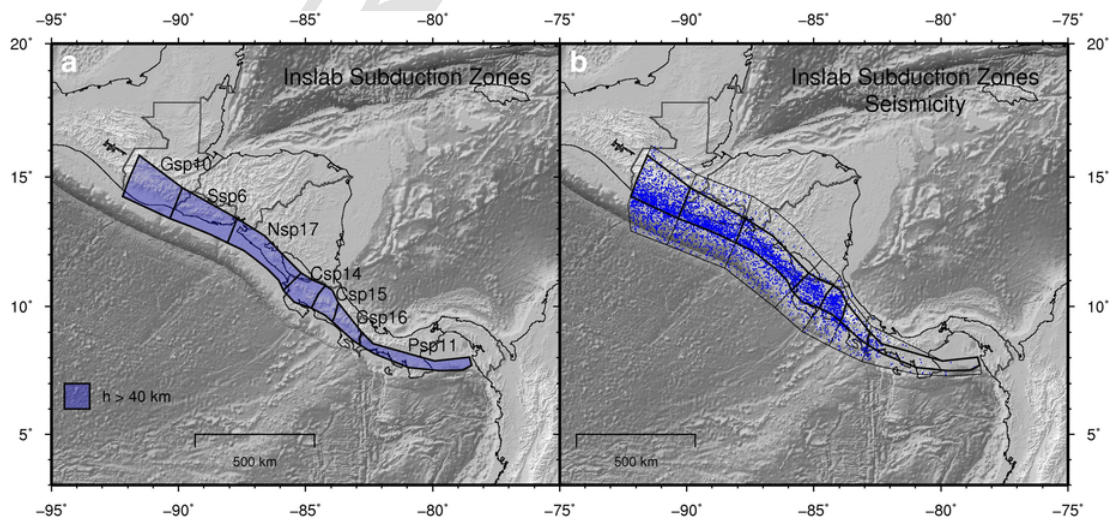 −95° −90° −85° −80° −75° −90° −85° −80° −75°
20° a Inslab Subduction Zones b Inslab Subduction Zones 20°
Seismicity
Gsp10
15° 15°
Ssp6
Nsp17
Csp14
10° Csp15 10°
Gsp16
Psp11
h > 40 km
5° 5°
500 km 500 km
−95° −90° −85° −80° −90° −85° −80° −75°